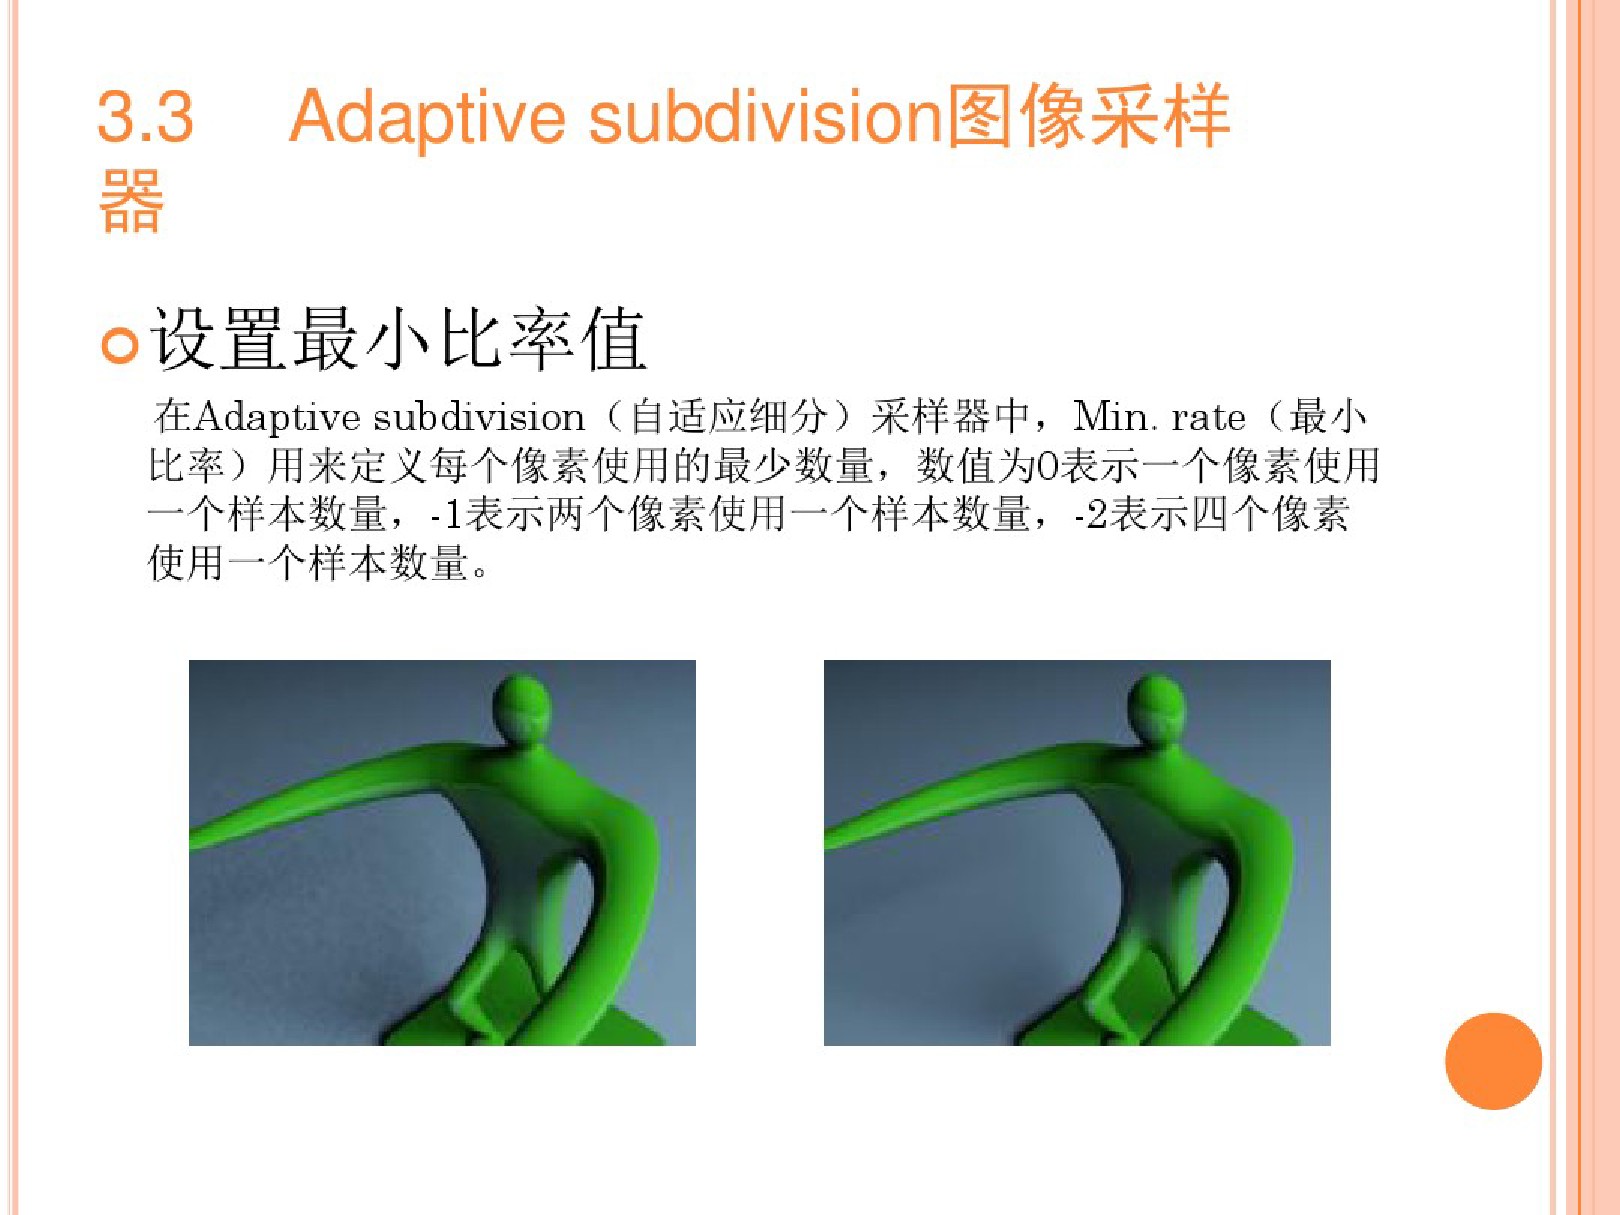 3.3 Adaptive subdivision图像采样
器
设置最小比率值
在Adaptive subdivision（自适应细分）采样器中，Min. rate（最小
比率）用来定义每个像素使用的最少数量，数值为0表示一个像素使用
一个样本数量，-1表示两个像素使用一个样本数量，-2表示四个像素
使用一个样本数量。